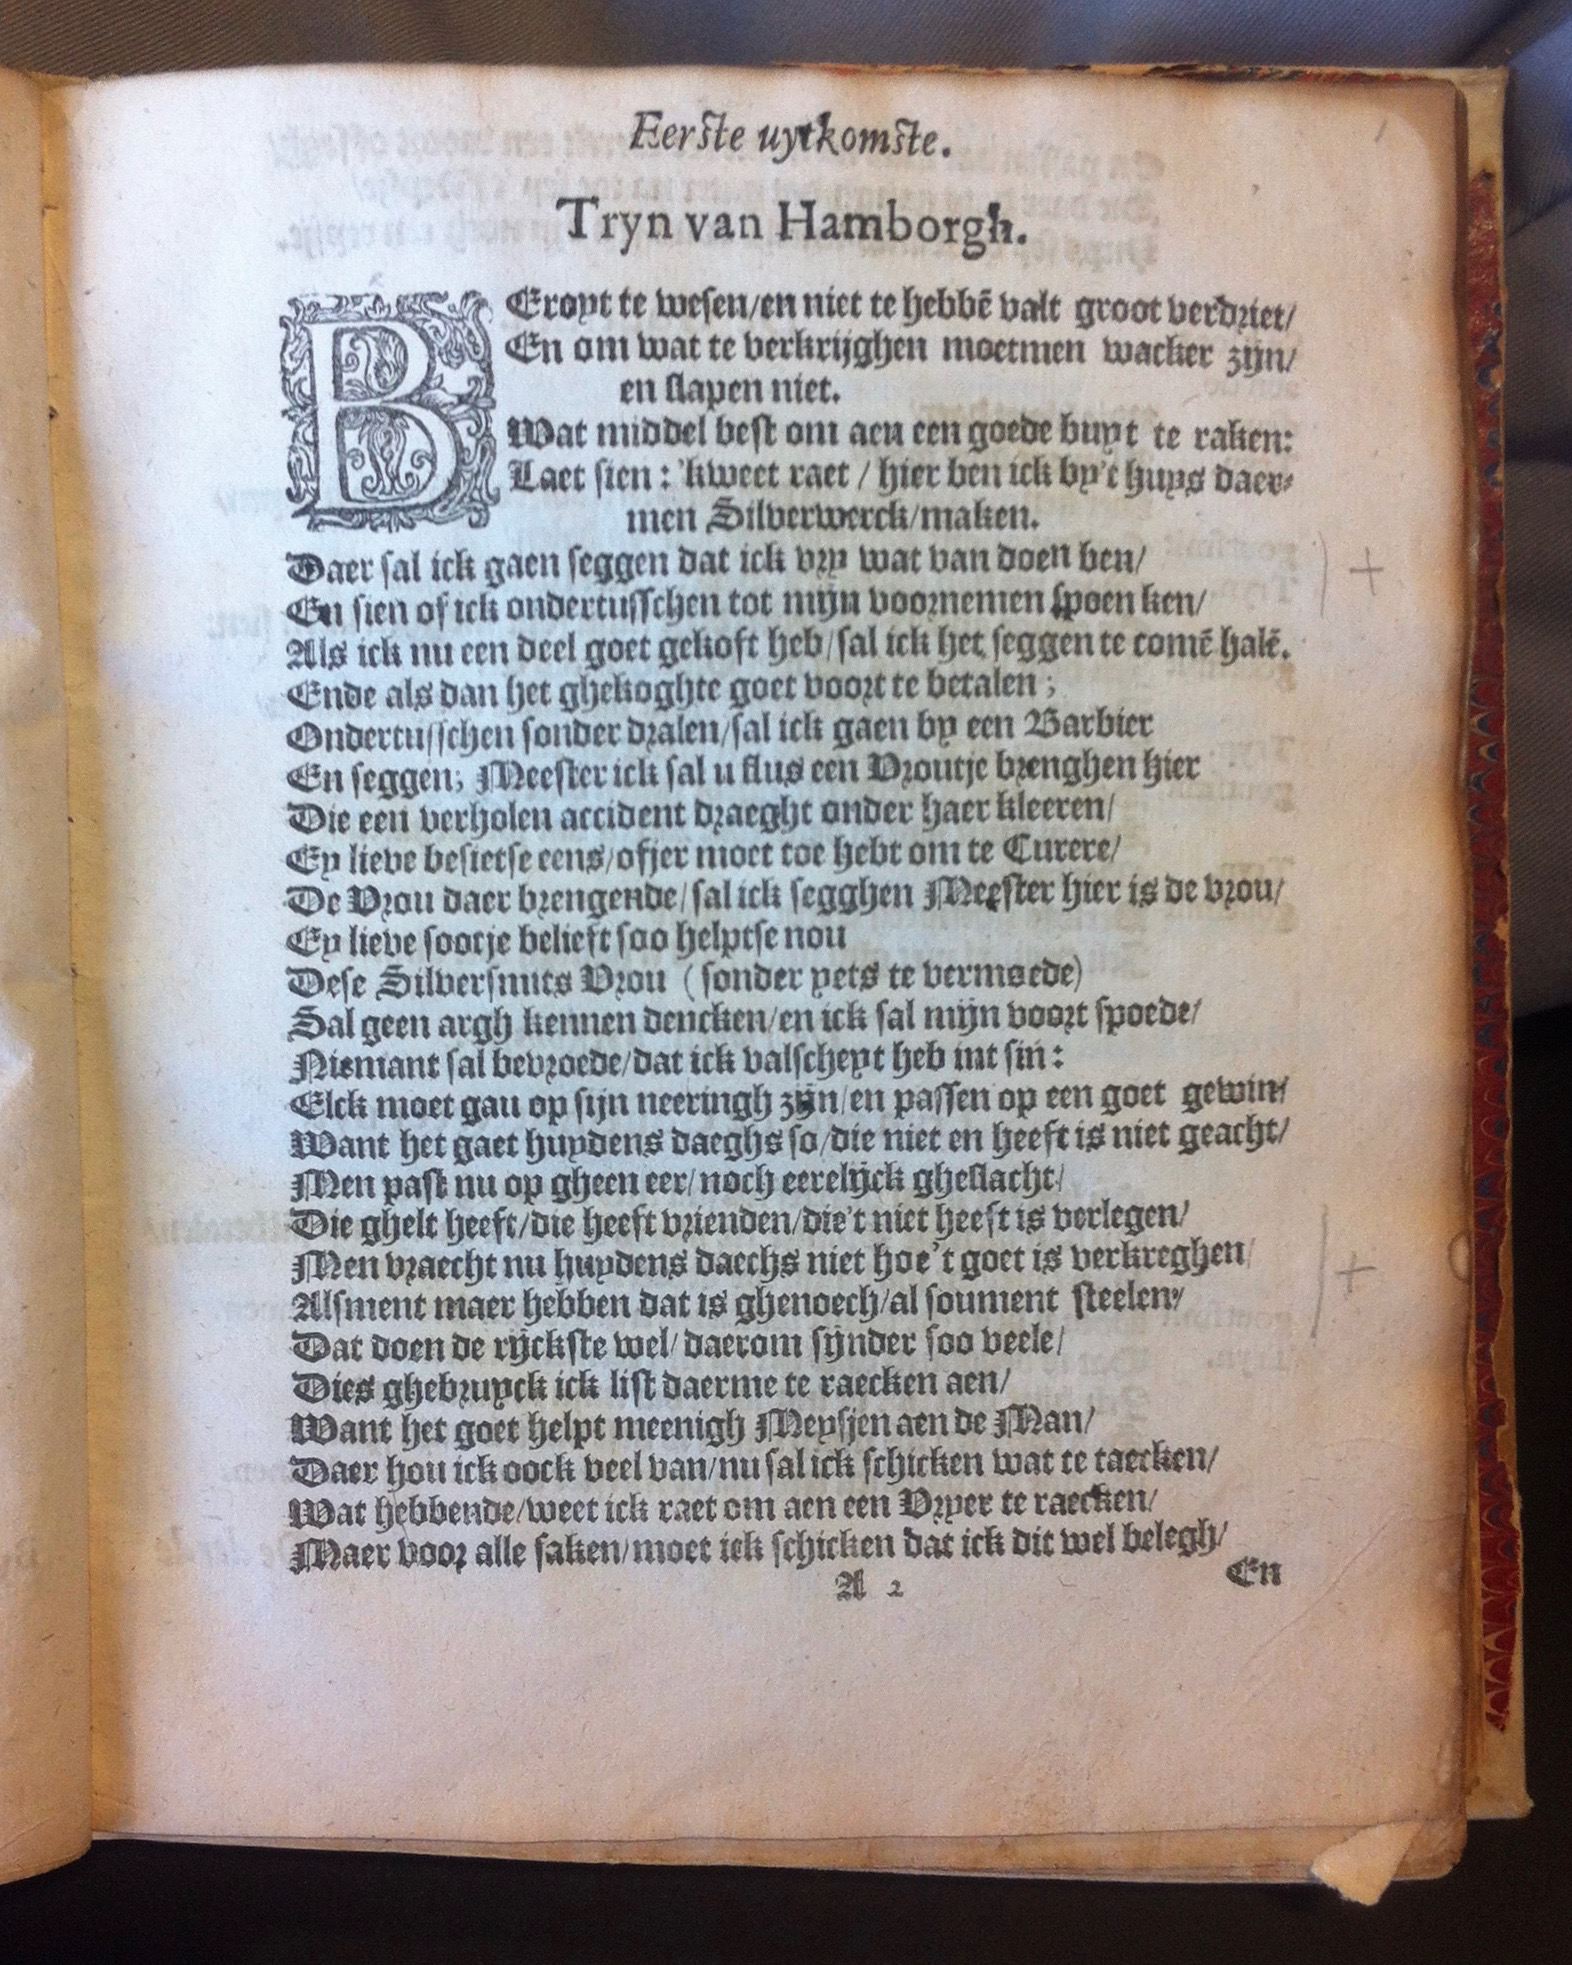 Eerste uytkomste.
Tryn van Hamborgh.
BEroyt te wesen/en niet te hebbē valt groot verdriet/
En om wat te verkrijghen moetmen wacker zijn/
en slapen niet.
Wat middel best om aen een goede buyt te raken:
Laet sien: 'kweet raet / hier ben ick by't huys daer-
men Silverwerck/maken.
Daer sal ick gaen seggen dat ick vry wat van doen ben/
En sien of ick ondertusschen tot mijn voornemen spoen ken/
Als ick nu een deel goet gekoft heb/sal ick het seggen te comē halē.
Ende als dan het ghekoghte goet voort te betalen;
Ondertusschen sonder dralen/sal ick gaen by een Barbier
En seggen; Meester ick sal u flus een Vroutje brenghen hier
Die een verholen accident draeght onder haer kleeren/
Ey lieve besietse eens/ofjer moet toe hebt om te Curere/
De Vrou daer brengende/sal ick segghen Meester hier is de vrou/
Ey lieve sootje belieft soo helptse nou
Dese Silversmits Vrou (sonder yets te vermoede)
Sal geen argh kennen dencken/en ick sal mijn voort spoede/
Niemant sal bevroede/dat ick valscheyt heb int sin:
Elck moet gau op sijn neeringh zijn/en passen op een goet gewin/
Want het gaet huydens daeghs so/die niet en heeft is niet geacht/
Men past nu op gheen eer/noch eerelijck gheslacht/
Die ghelt heeft/die heeft vrienden/die't niet heeft is verlegen/
Men vraecht nu huydens daechs niet hoe't goet is verkreghen/
Alsment maer hebben dat is ghenoech/al soument steelen/
Dat doen de rijckste wel/daerom sijnder soo veele/
Dies ghebruyck ick list daerme te raecken aen/
Want het goet helpt meenigh Meysjen aen de Man/
Daer hou ick oock veel van/nu sal ick schicken wat te taecken/
Wat hebbende/weet ick raet om aen een Vryer te raecken/
Maer voor alle saken/moet ick schicken dat ick dit wel belegh/
A 2 En